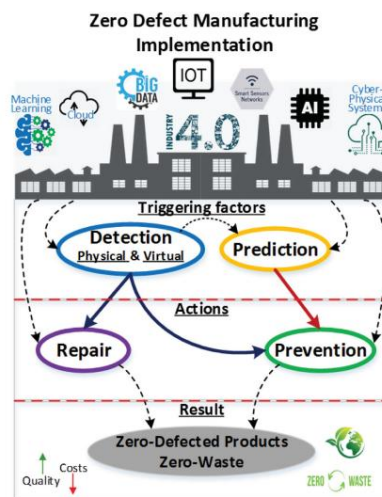 Zero Defect Manufacturing
Implementation
Machine
Learning
Cloud
BIG
DATA
IOT
Smart Sensors
Networks
AI
Cyber-
Physical
Systems
INDUSTRY
4.0
Triggering factors
Detection
Physical & Virtual
Prediction
Actions
Repair
Prevention
Result
Zero-Defected Products
Zero-Waste
Quality
Costs
ZERO WASTE